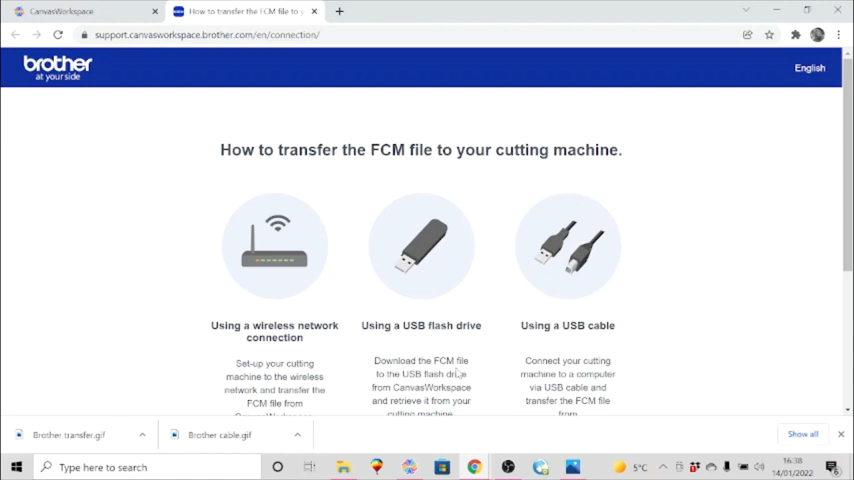 CanvasWorkspace
How to transfer the FCM file to y
support.canvasworkspace.brother.com/en/connection/
brother
at your side
English
How to transfer the FCM file to your cutting machine.
Using a wireless network
connection
Set-up your cutting
machine to the wireless
network and transfer the
FCM file from
CanvasWorkspace
Using a USB flash drive
Download the FCM file
to the USB flash drive
from CanvasWorkspace
and retrieve it from your
cutting machine
Using a USB cable
Connect your cutting
machine to a computer
via USB cable and
transfer the FCM file
from
Brother transfer.gif
Brother cable.gif
Show all
Type here to search
5°C
16:38
14/01/2022